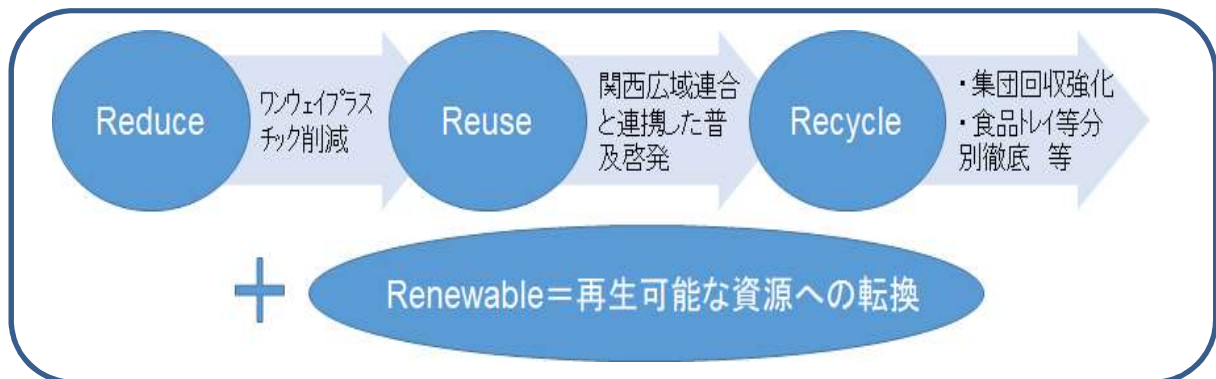 Reduce
ワンウェイプラス
チック削減
Reuse
関西広域連合
と連携した普
及啓発
Recycle
・集団回収強化
・食品トレイ等分
別徹底 等
+
Renewable＝再生可能な資源への転換